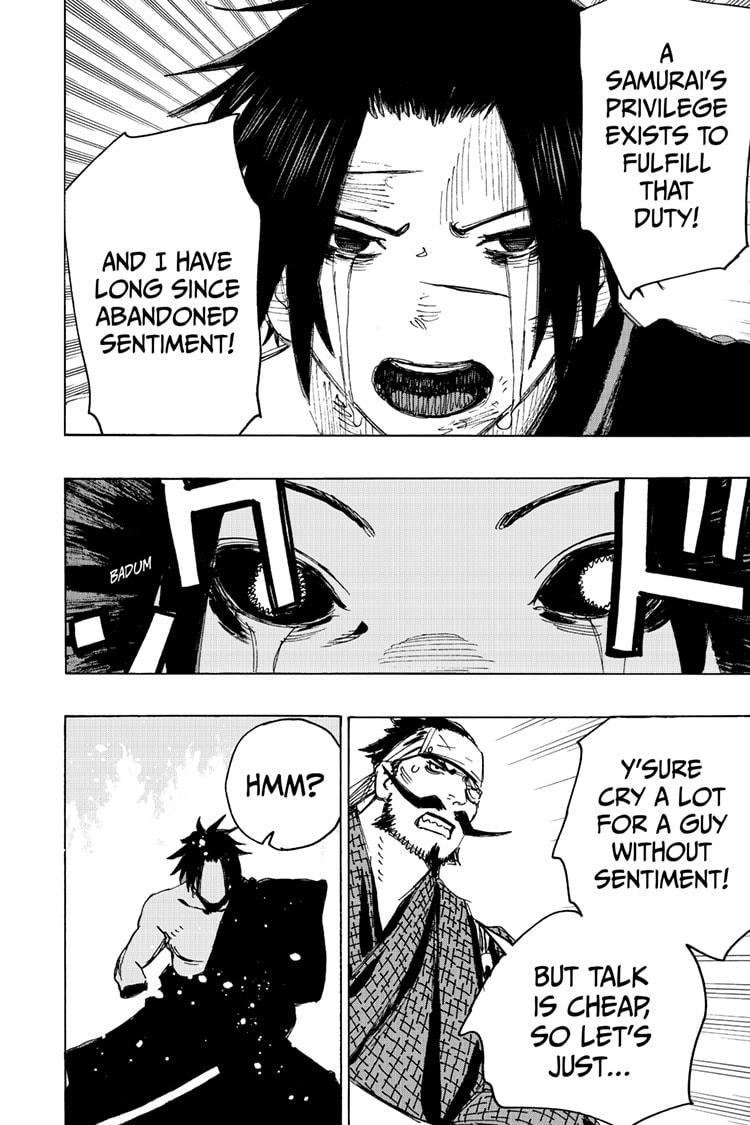 A
SAMURAI'S
PRIVILEGE
EXISTS TO
FULFILL
THAT
DUTY!
AND I HAVE
LONG SINCE
ABANDONED
SENTIMENT!
BADUM
Y'SURE
CRY A LOT
FOR A GUY
WITHOUT
SENTIMENT!
BUT TALK
IS CHEAP,
SO LET'S
JUST...
HMM?